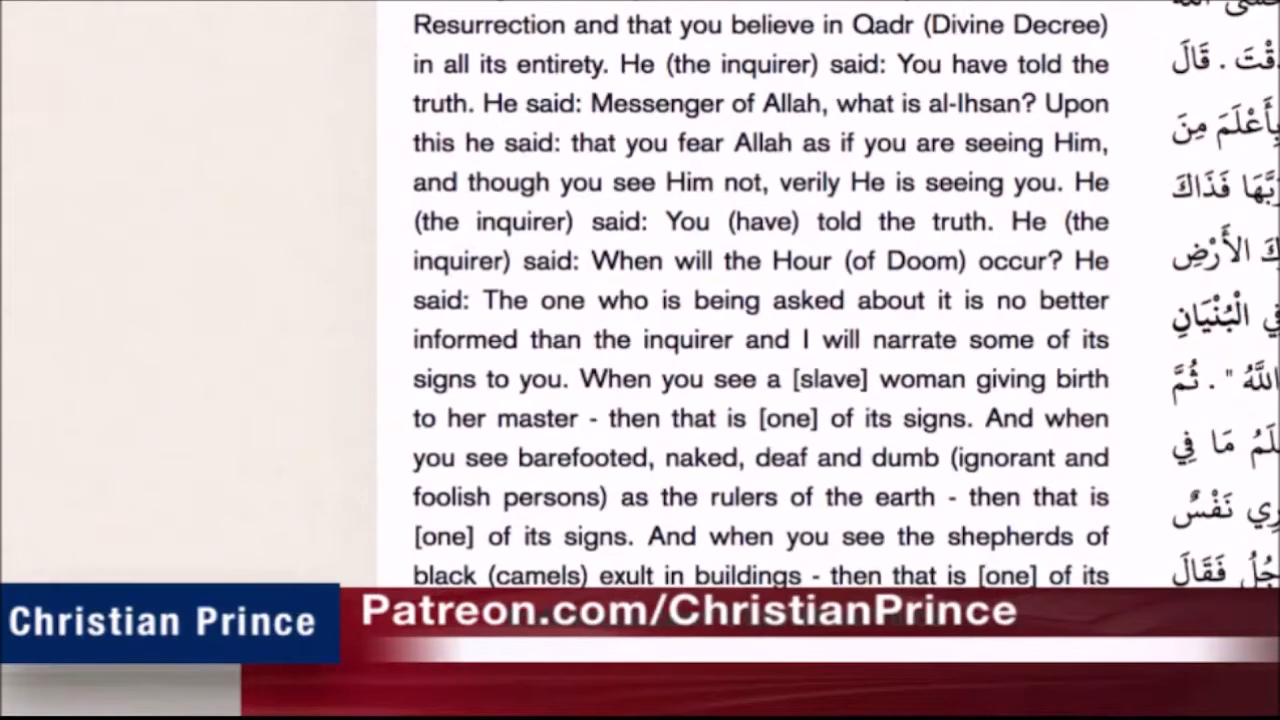 Resurrection and that you believe in Qadr (Divine Decree)
in all its entirety. He (the inquirer) said: You have told the
truth. He said: Messenger of Allah, what is al-Ihsan? Upon
this he said: that you fear Allah as if you are seeing Him,
and though you see Him not, verily He is seeing you. He
(the inquirer) said: You (have) told the truth. He (the
inquirer) said: When will the Hour (of Doom) occur? He
said: The one who is being asked about it is no better
informed than the inquirer and I will narrate some of its
signs to you. When you see a [slave] woman giving birth
to her master - then that is [one] of its signs. And when
you see barefooted, naked, deaf and dumb (ignorant and
foolish persons) as the rulers of the earth - then that is
[one] of its signs. And when you see the shepherds of
black (camels) exult in buildings - then that is [one] of its
. قَالَ
مِنَ
فَذَاكَ
الأَرْضِ
الْبُنْيَانِ
اللَّهُ " . ثُمَّ
مَا فِي
نَفْسٌ
فَقَالَ
Christian Prince
Patreon.com/ChristianPrince